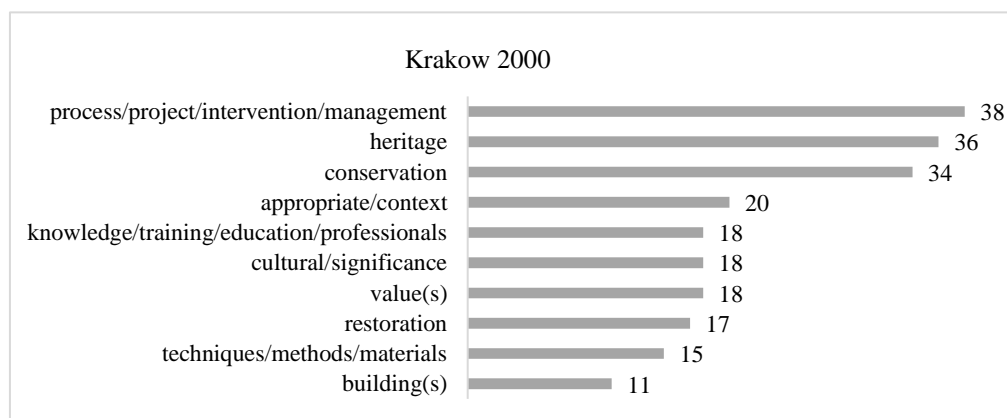 Krakow 2000
process/project/intervention/management 38
heritage 36
conservation 34
appropriate/context 20
knowledge/training/education/professionals 18
cultural/significance 18
value(s) 18
restoration 17
techniques/methods/materials 15
building(s) 11